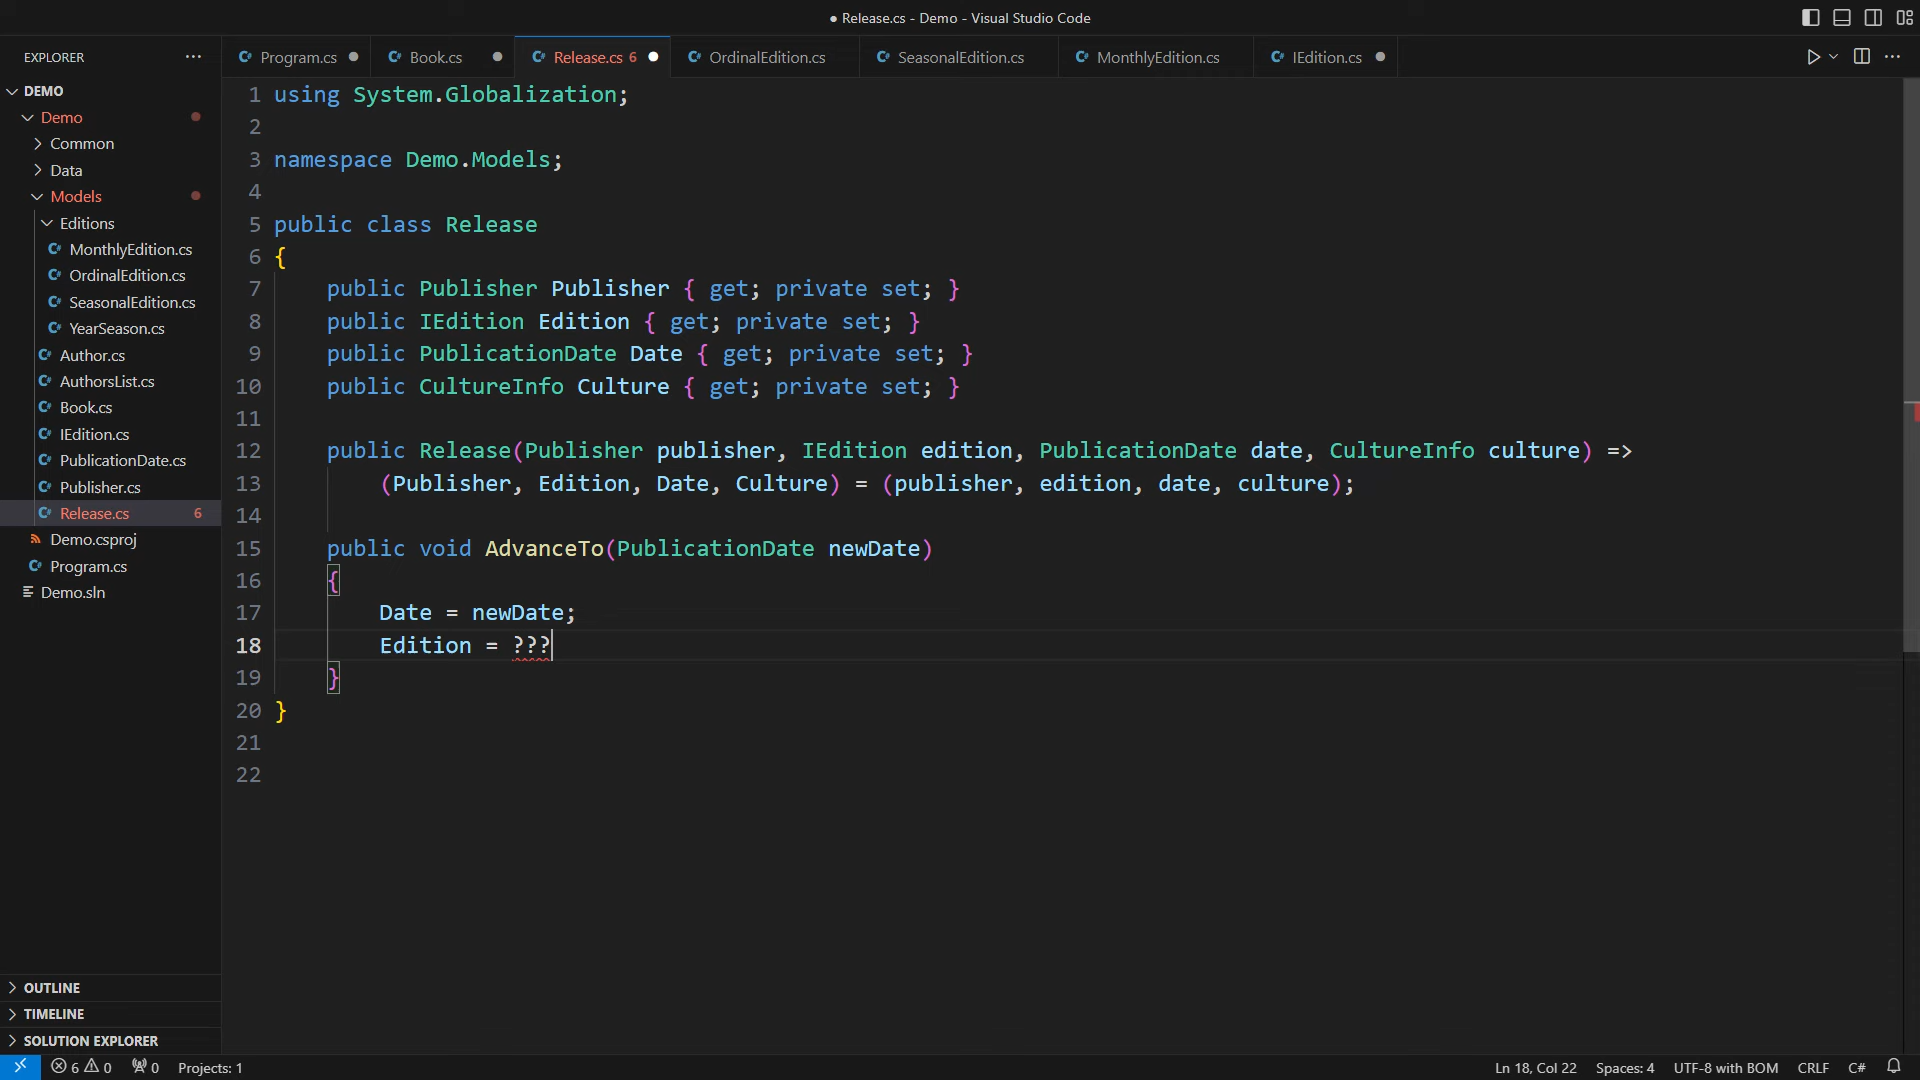 ● Release.cs - Demo - Visual Studio Code
EXPLORER
Program.cs
Book.cs
Release.cs 6
OrdinalEdition.cs
SeasonalEdition.cs
MonthlyEdition.cs
IEdition.cs
DEMO
Demo
Common
Data
Models
Editions
MonthlyEdition.cs
OrdinalEdition.cs
SeasonalEdition.cs
YearSeason.cs
Author.cs
AuthorsList.cs
Book.cs
IEdition.cs
PublicationDate.cs
Publisher.cs
Release.cs 6
Demo.csproj
Program.cs
Demo.sln
OUTLINE
TIMELINE
SOLUTION EXPLORER
1 using System.Globalization;
2
3 namespace Demo.Models;
4
5 public class Release
6 {
7 public Publisher Publisher { get; private set; }
8 public IEdition Edition { get; private set; }
9 public PublicationDate Date { get; private set; }
10 public CultureInfo Culture { get; private set; }
11
12 public Release(Publisher publisher, IEdition edition, PublicationDate date, CultureInfo culture) =>
13 (Publisher, Edition, Date, Culture) = (publisher, edition, date, culture);
14
15 public void AdvanceTo(PublicationDate newDate)
16 {
17 Date = newDate;
18 Edition = ???
19 }
20 }
21
22
6 0 0 Projects: 1 Ln 18, Col 22 Spaces: 4 UTF-8 with BOM CRLF C#